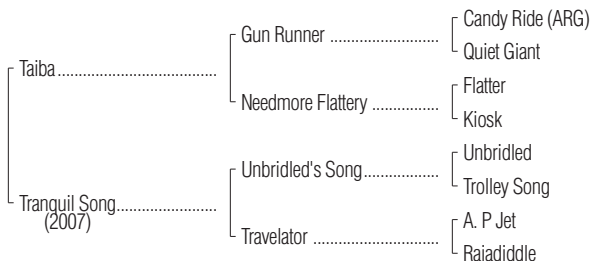 Candy Ride (ARG)
Gun Runner ..........................
Quiet Giant
Taiba.......................................
Flatter
Needmore Flattery ................
Kiosk
Unbridled
Unbridled's Song..................
Trolley Song
Tranquil Song.........................
(2007)
A. P Jet
Travelator ..............................
Rajadiddle